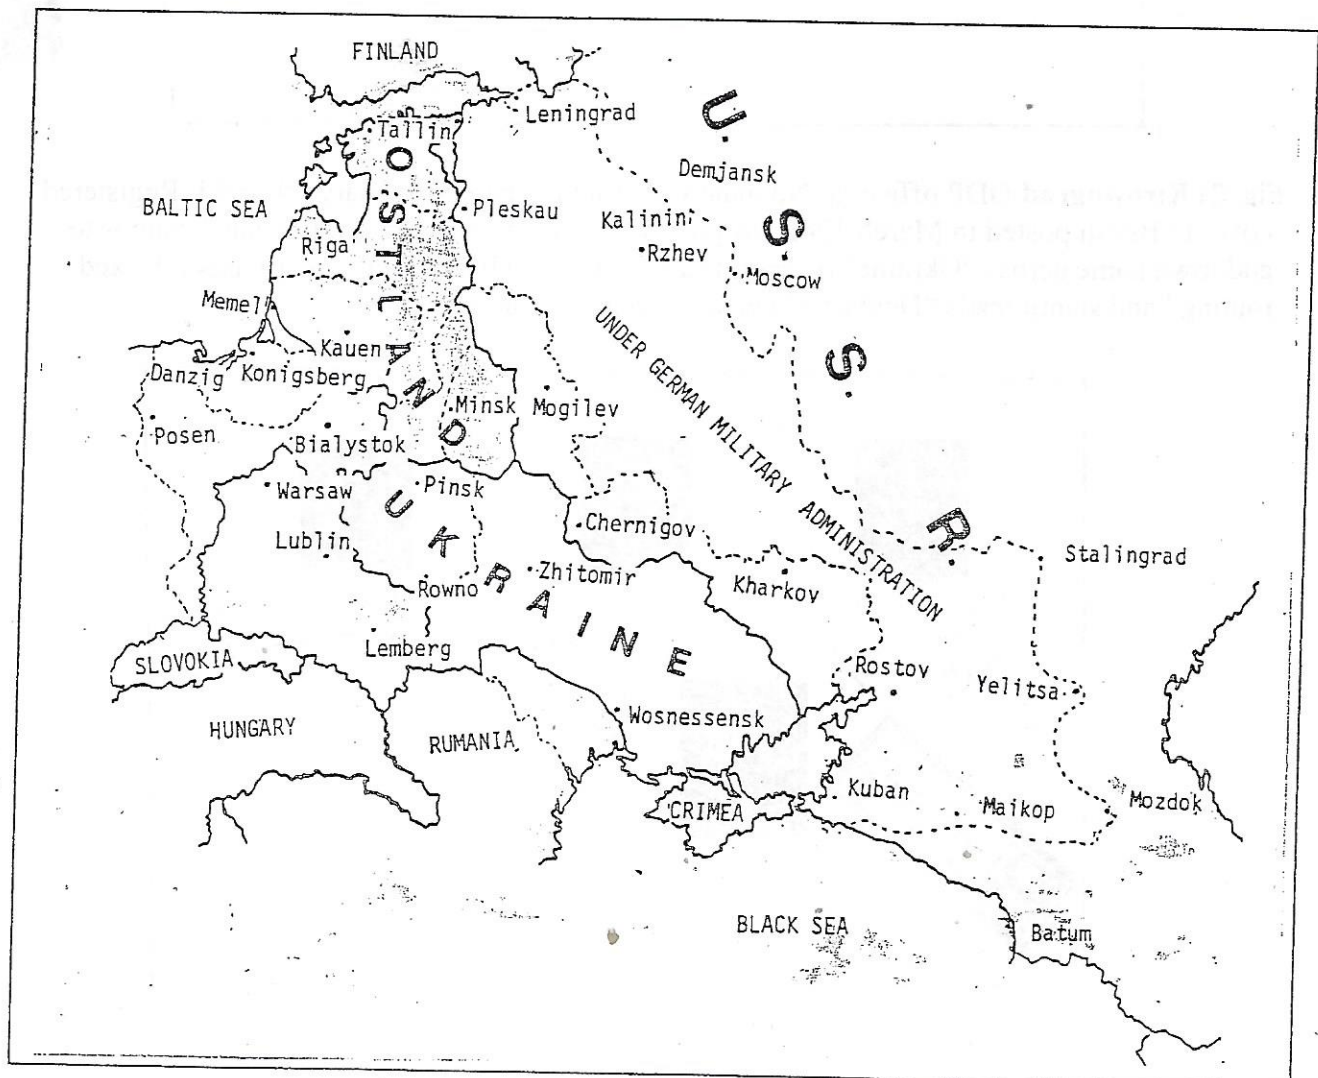 FINLAND
Leningrad
U.S.S.R.
Tallin
Demjansk
OSTLAND
BALTIC SEA
Pleskau
Kalinin
Riga
Rzhev
Moscow
Memel
UNDER GERMAN MILITARY ADMINISTRATION
Kauen
Danzig
Konigsberg
Minsk
Mogilev
Posen
Bialystok
Warsaw
Pinsk
UKRAINE
Chernigov
Lublin
Stalingrad
Zhitomir
Rowno
Kharkov
Lemberg
SLOVOKIA
Rostov
Yelitsa
Wosnessensk
HUNGARY
RUMANIA
Kuban
CRIMEA
Maikop
Mozdok
BLACK SEA
Batum